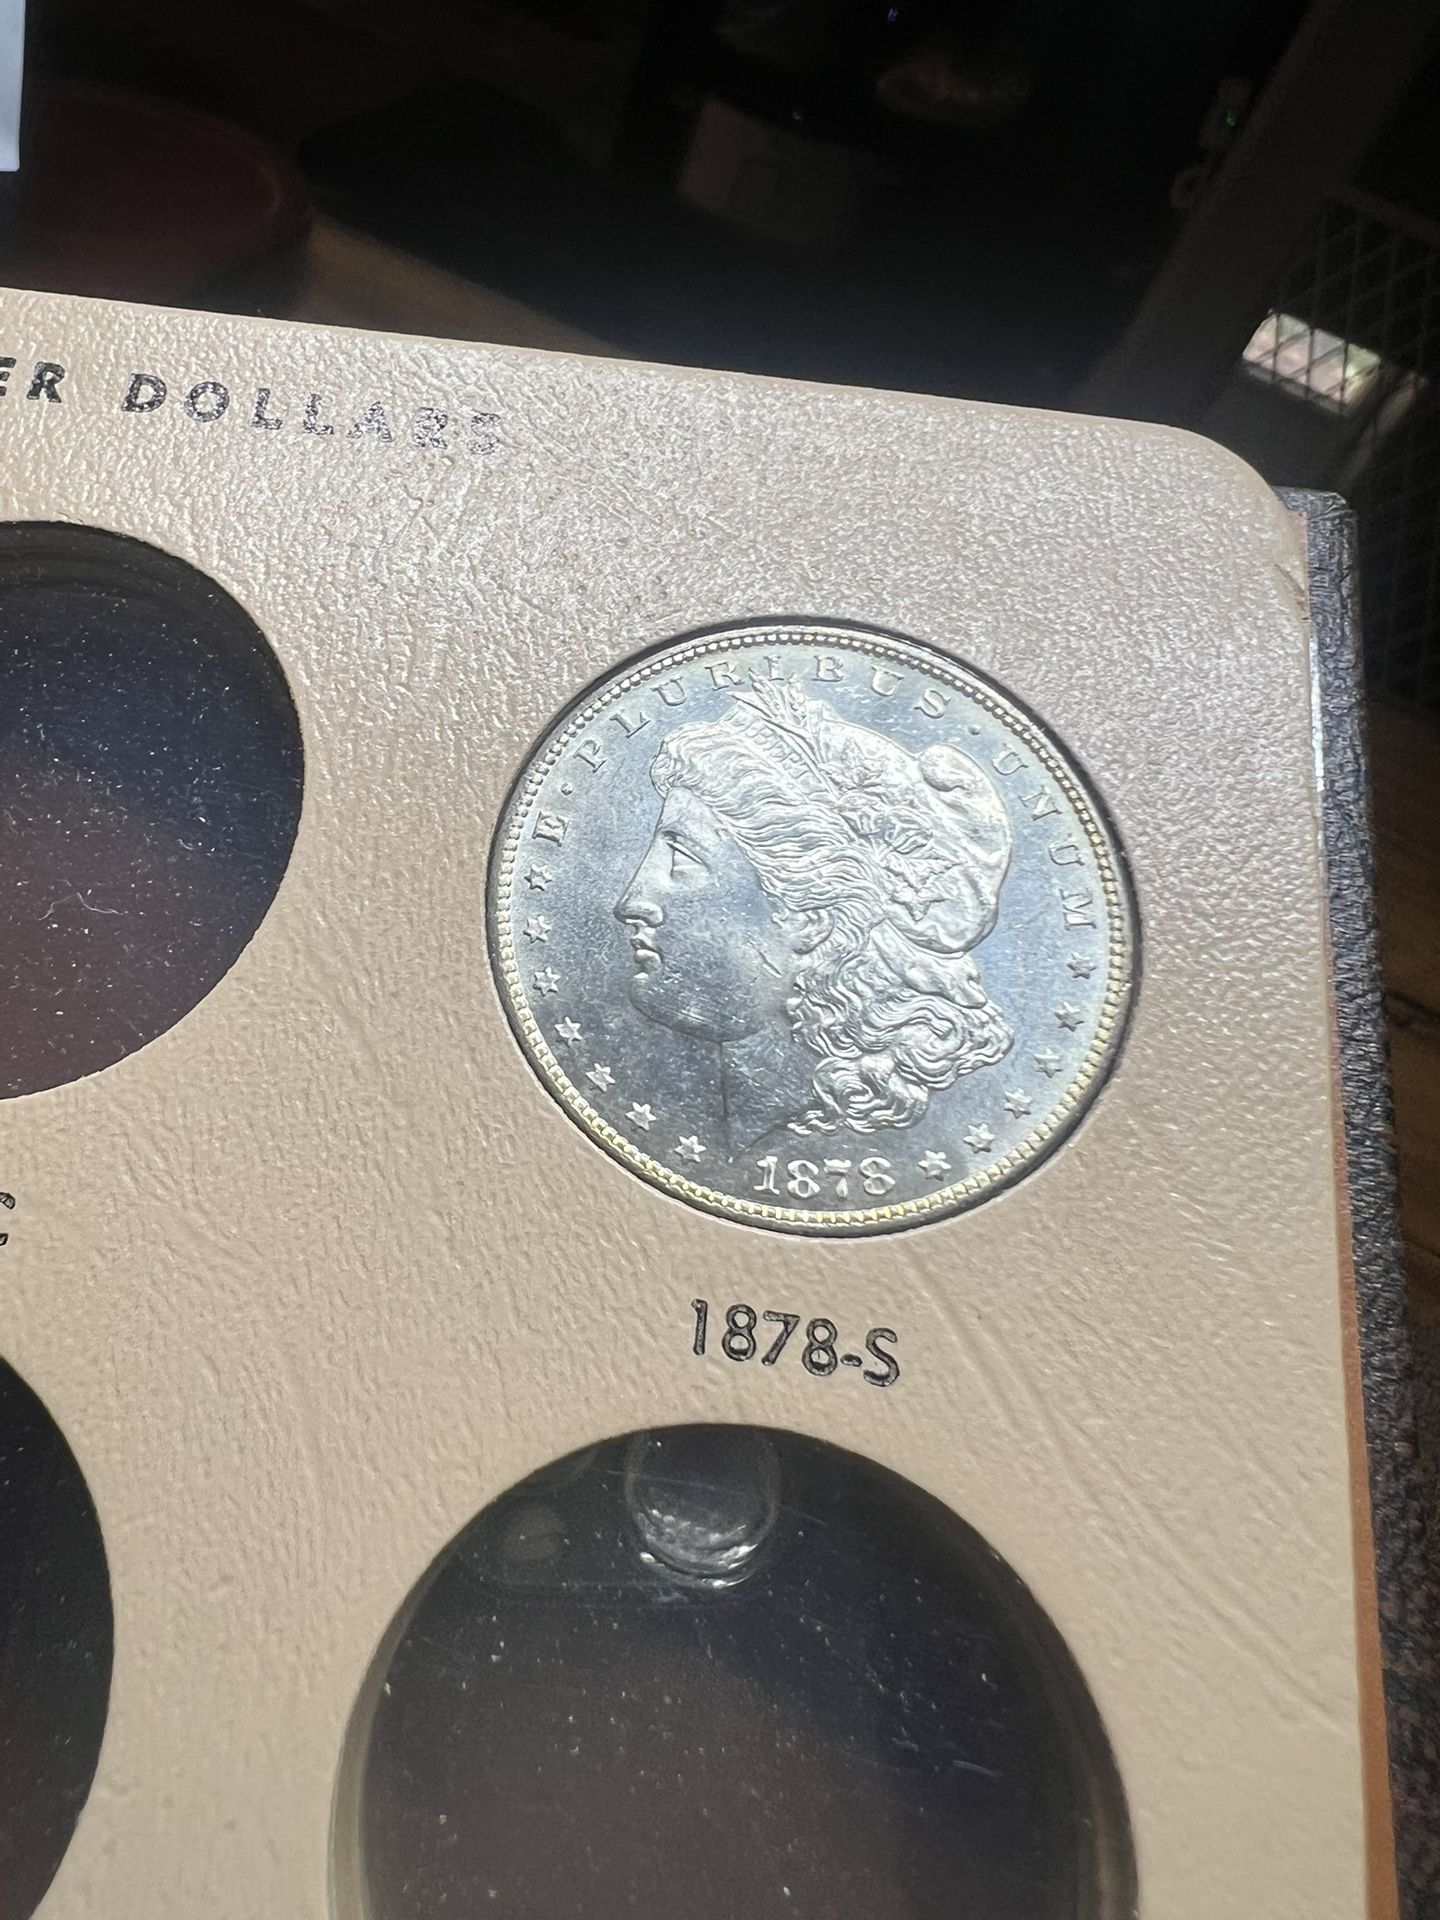 ER DOLLARS
E·PLURIBUS·UNUM
LIBERTY
1878
1878-S